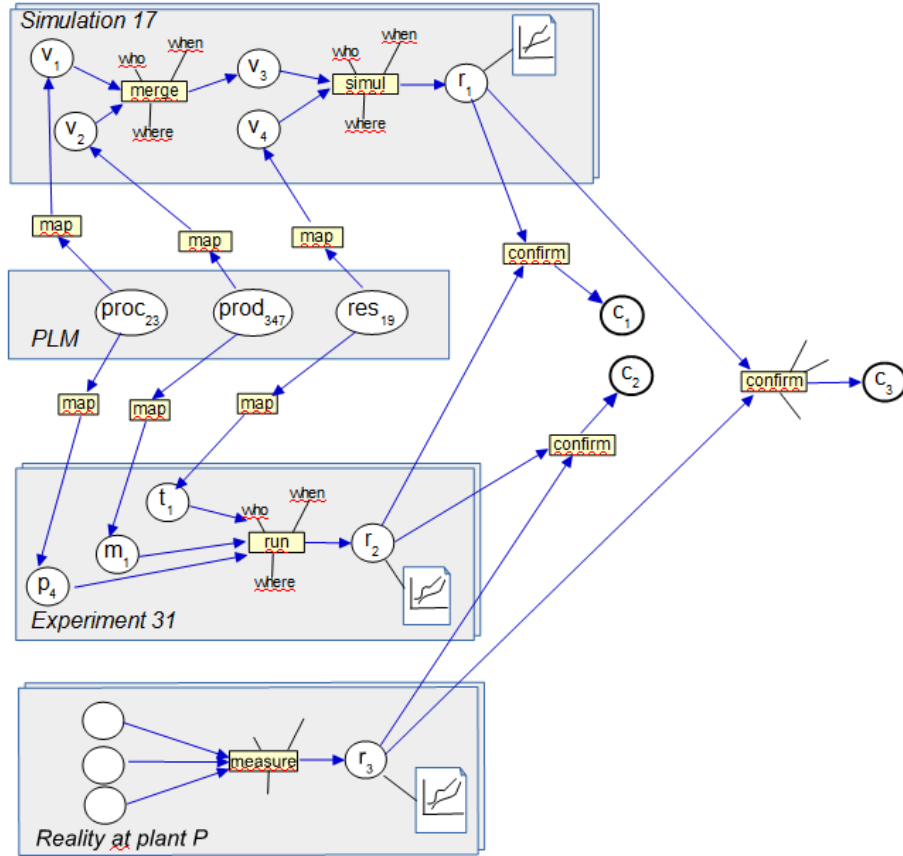 Simulation 17
v1
who
when
merge
where
v2
v3
who
when
simul
where
v4
r1
map
map
map
confirm
proc23
prod347
res19
PLM
c1
c2
confirm
c3
map
map
map
confirm
t1
who
when
run
where
m1
r2
p4
Experiment 31
measure
r3
Reality at plant P